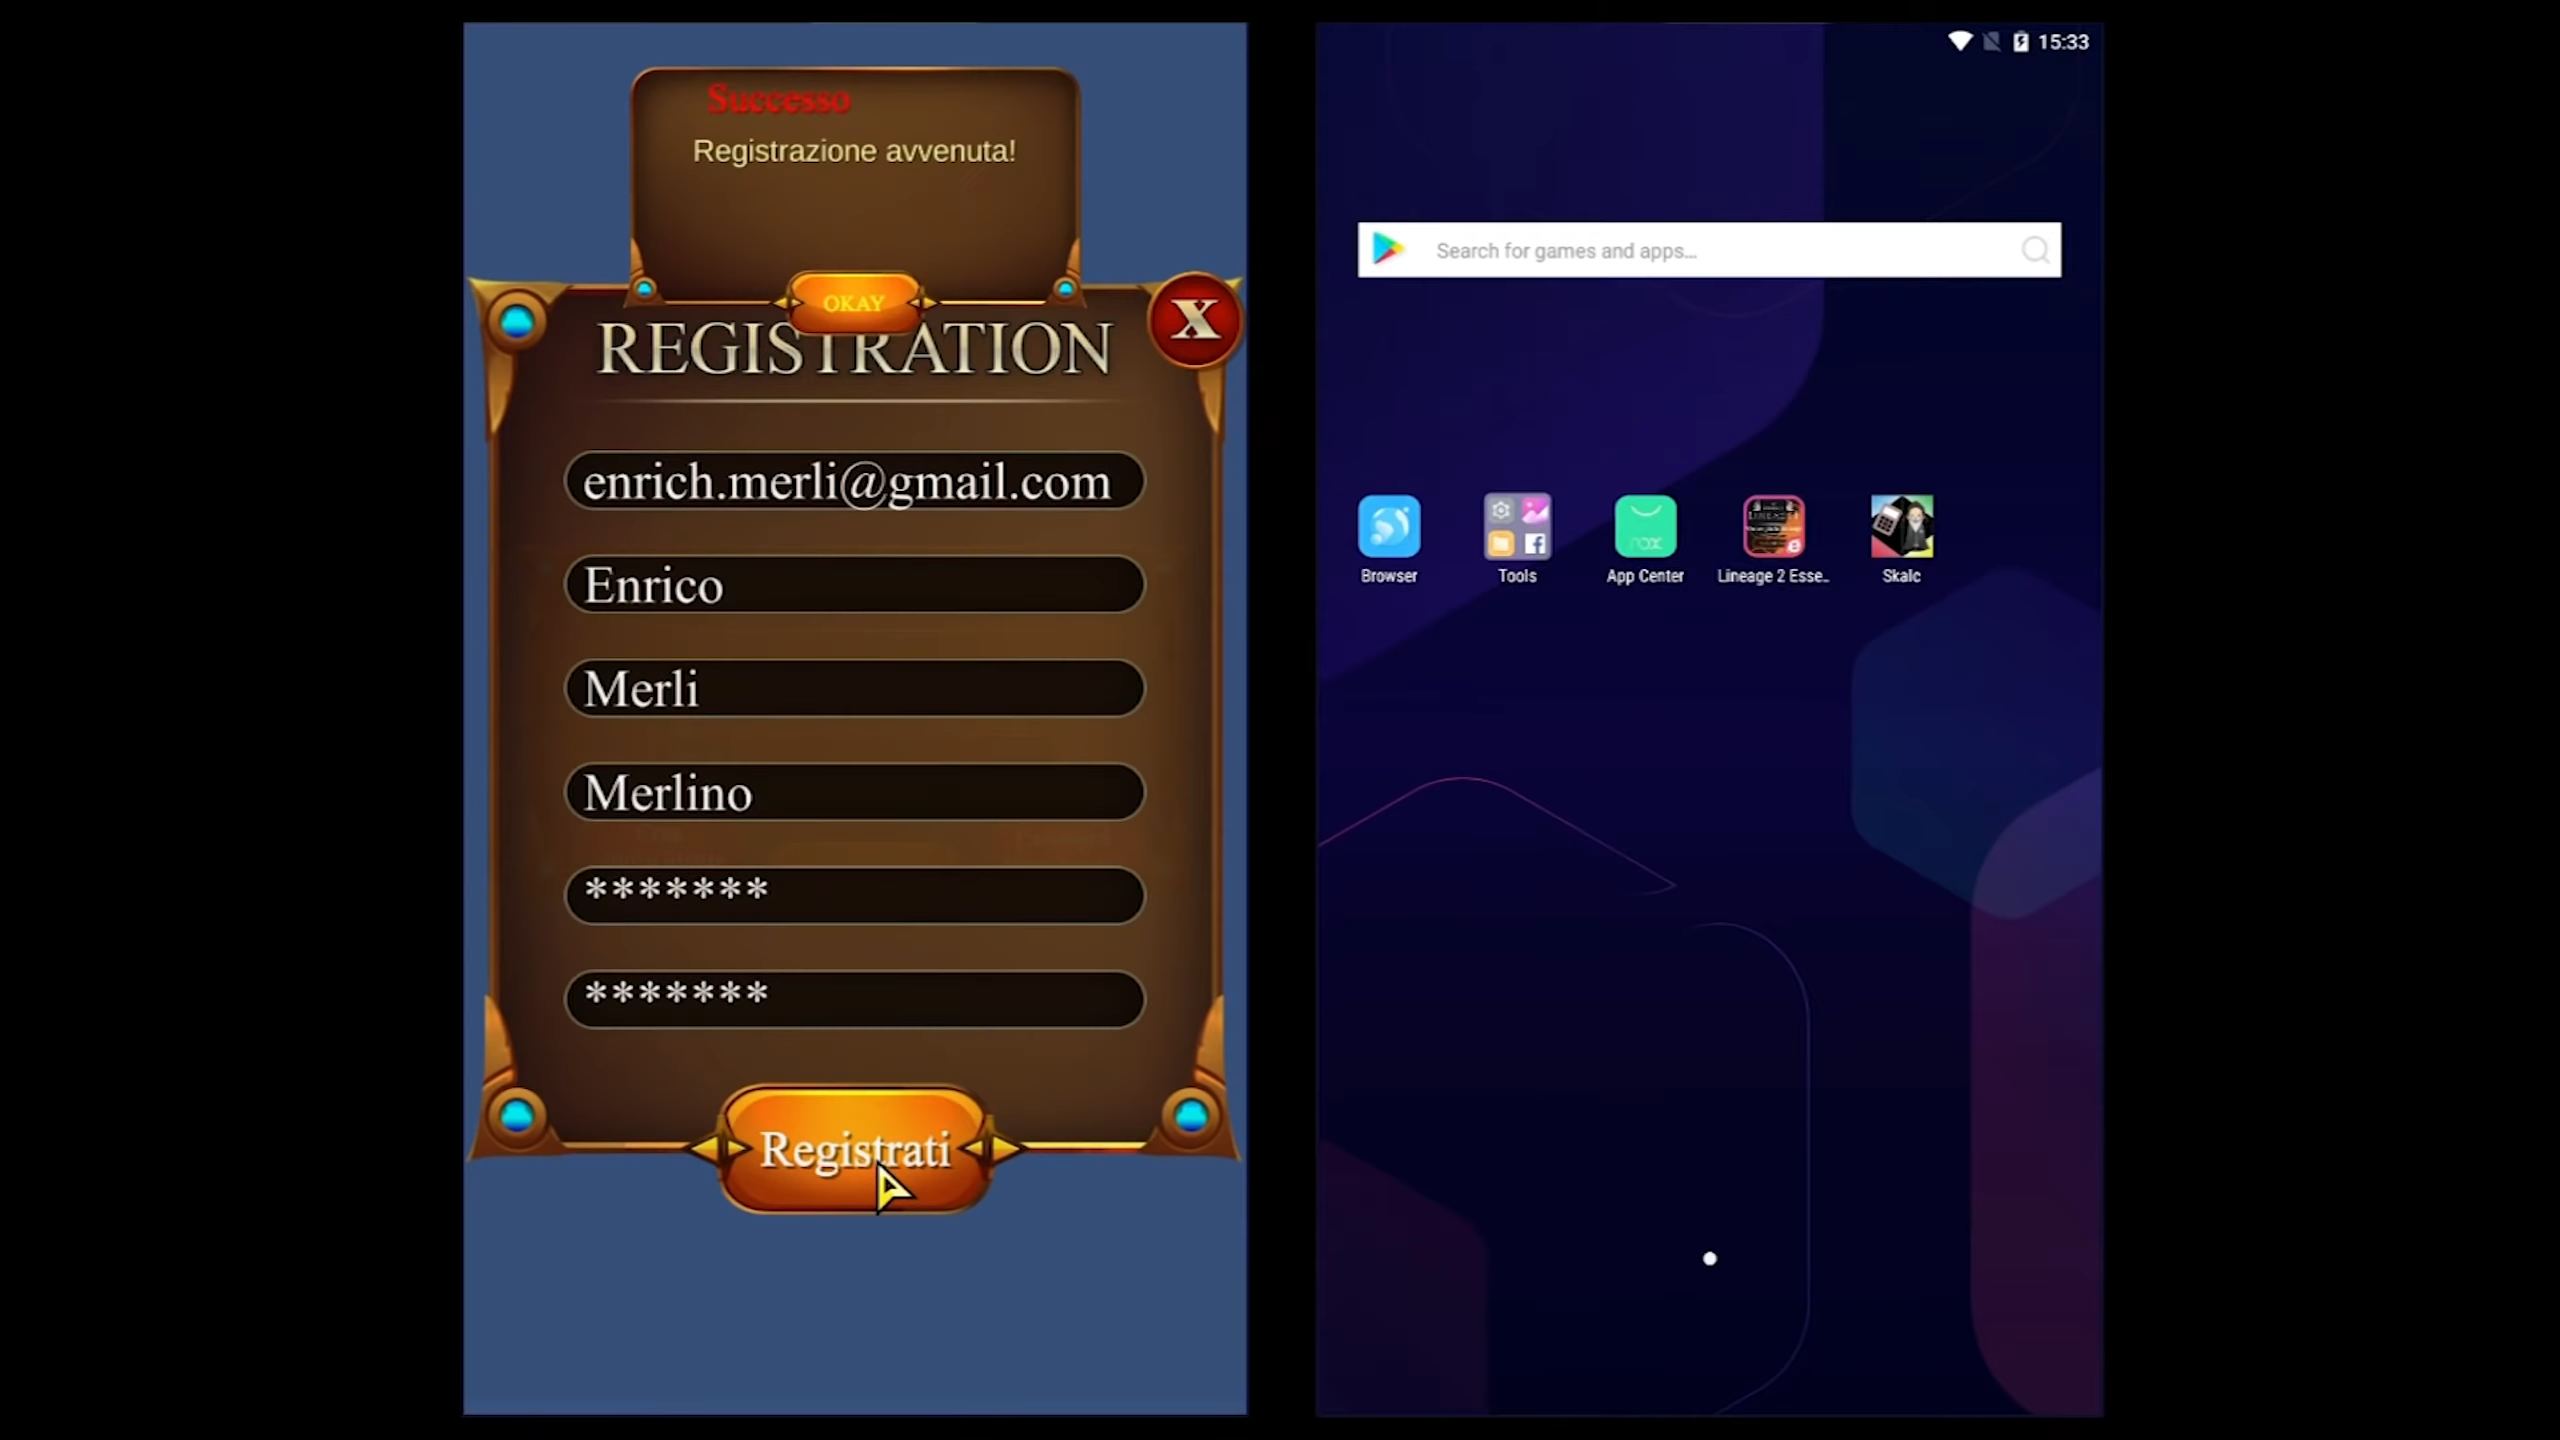 Successo
Registrazione avvenuta!
OKAY
X
REGISTRATION
enrich.merli@gmail.com
Enrico
Merli
Merlino
*******
*******
Registrati
15:33
Search for games and apps...
nox
Browser
Tools
App Center
Lineage 2 Esse...
Skalc